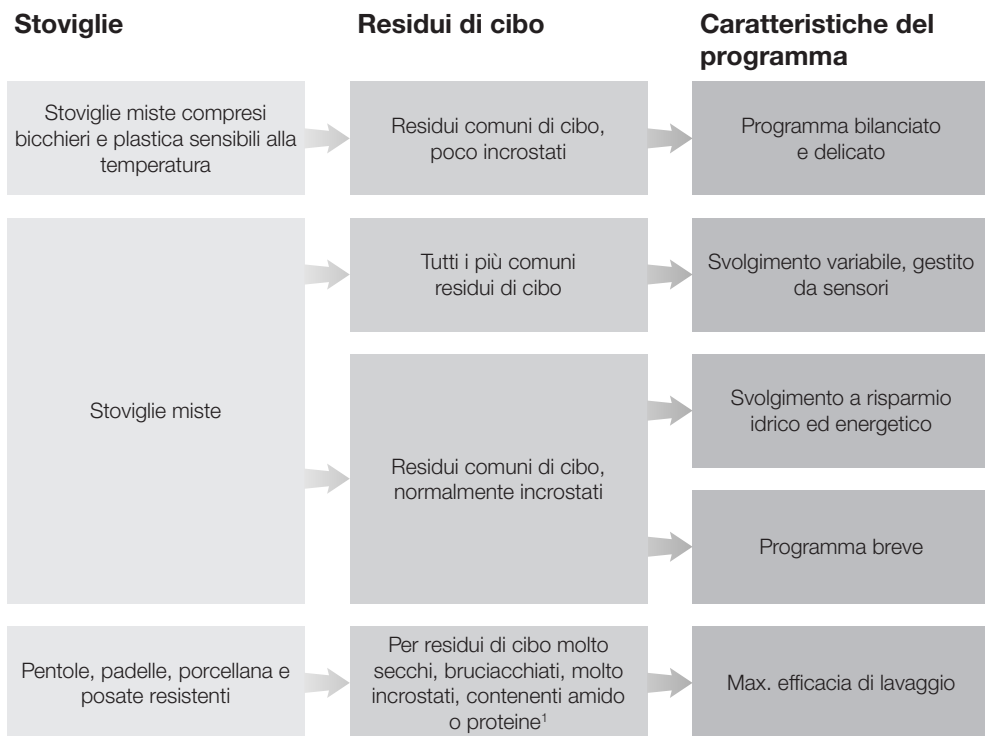 Stoviglie
Residui di cibo
Caratteristiche del
programma
Stoviglie miste compresi
bicchieri e plastica sensibili alla
temperatura
Residui comuni di cibo,
poco incrostati
Programma bilanciato
e delicato
Stoviglie miste
Tutti i più comuni
residui di cibo
Svolgimento variabile, gestito
da sensori
Residui comuni di cibo,
normalmente incrostati
Svolgimento a risparmio
idrico ed energetico
Programma breve
Pentole, padelle, porcellana e
posate resistenti
Per residui di cibo molto
secchi, bruciacchiati, molto
incrostati, contenenti amido
o proteine¹
Max. efficacia di lavaggio